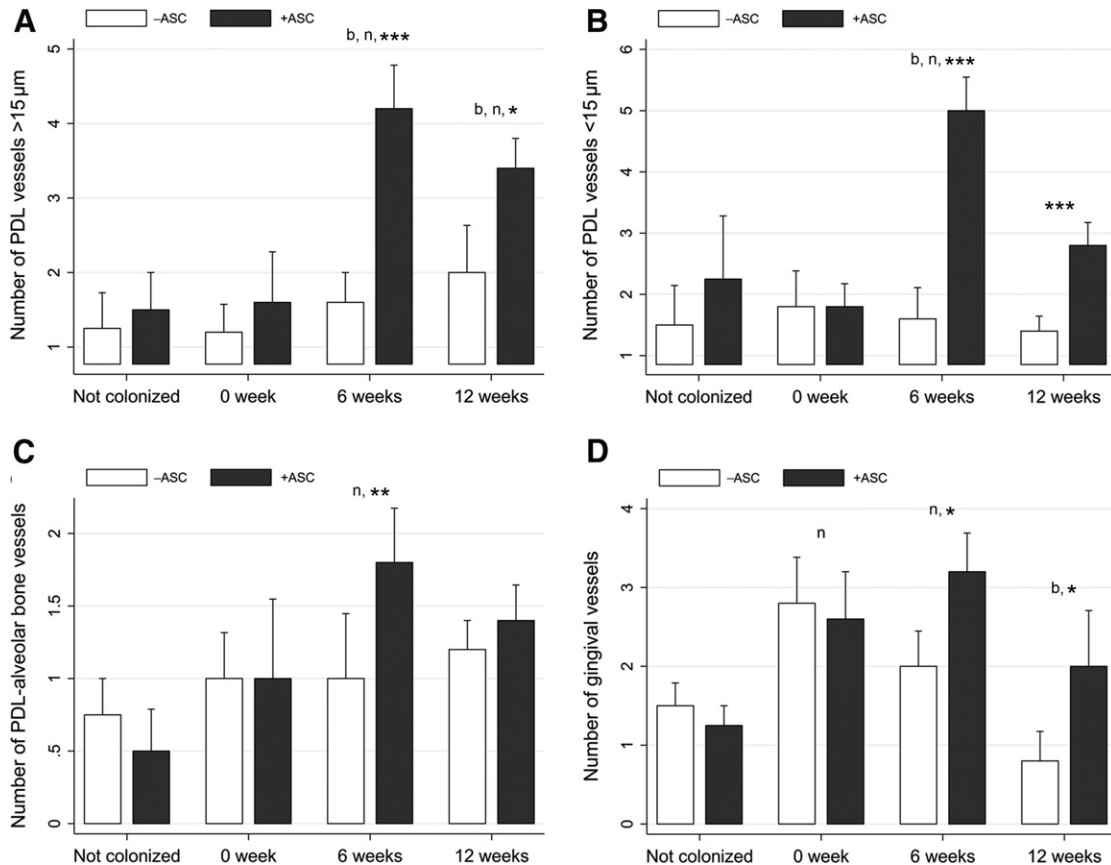 A
–ASC +ASC
Number of PDL vessels >15 µm
5
4
3
2
1
b, n, ***
b, n, *
Not colonized 0 week 6 weeks 12 weeks
B
–ASC +ASC
Number of PDL vessels <15 µm
6
5
4
3
2
1
b, n, ***
***
Not colonized 0 week 6 weeks 12 weeks
C
–ASC +ASC
Number of PDL-alveolar bone vessels
2
1.5
1
.5
0
n, **
Not colonized 0 week 6 weeks 12 weeks
D
–ASC +ASC
Number of gingival vessels
4
3
2
1
0
n
n, *
b, *
Not colonized 0 week 6 weeks 12 weeks